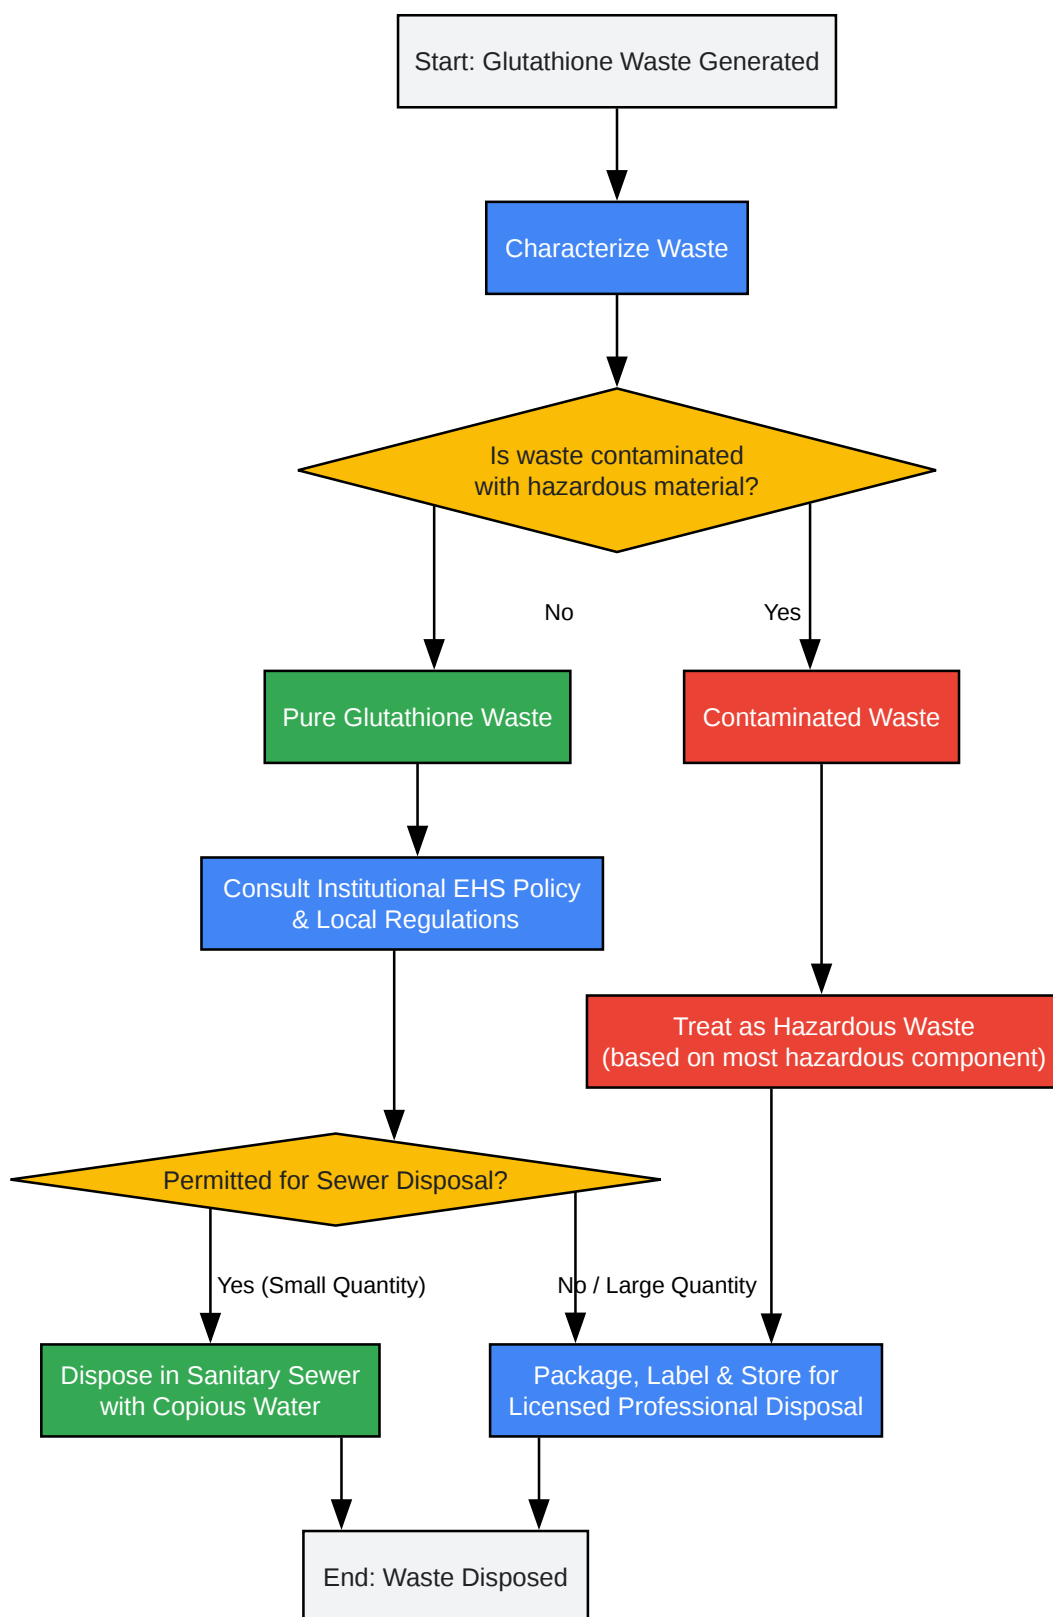 Start: Glutathione Waste Generated
Characterize Waste
Is waste contaminated
with hazardous material?
No
Yes
Pure Glutathione Waste
Contaminated Waste
Consult Institutional EHS Policy
& Local Regulations
Treat as Hazardous Waste
(based on most hazardous component)
Permitted for Sewer Disposal?
Yes (Small Quantity)
No / Large Quantity
Dispose in Sanitary Sewer
with Copious Water
Package, Label & Store for
Licensed Professional Disposal
End: Waste Disposed